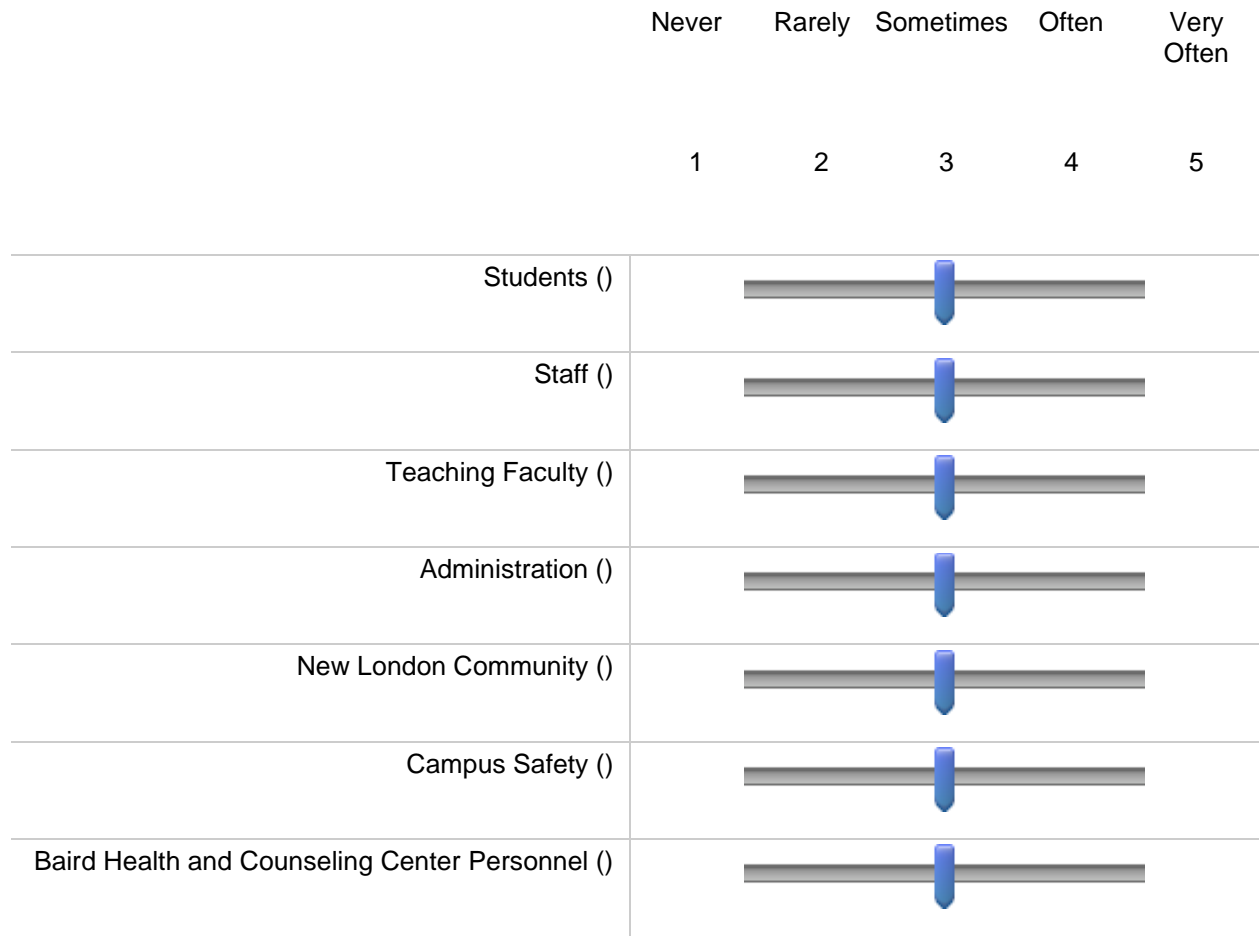 Never Rarely Sometimes Often Very
Often
1 2 3 4 5
Students ()
Staff ()
Teaching Faculty ()
Administration ()
New London Community ()
Campus Safety ()
Baird Health and Counseling Center Personnel ()